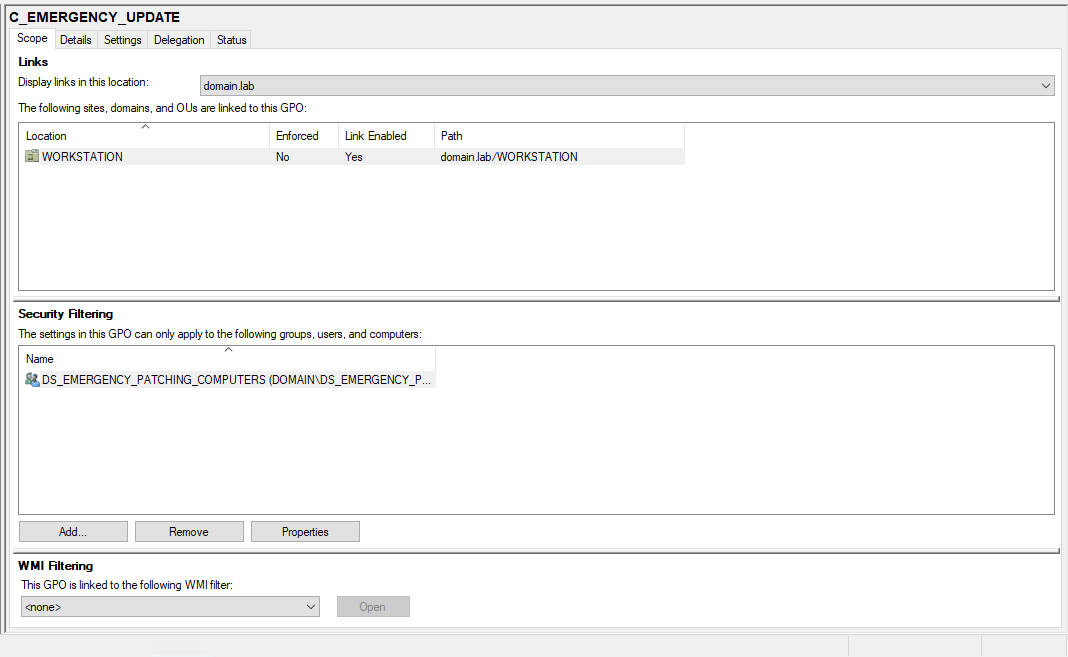 C_EMERGENCY_UPDATE
Scope Details Settings Delegation Status
Links
Display links in this location: domain.lab
The following sites, domains, and OUs are linked to this GPO:
Location Enforced Link Enabled Path
WORKSTATION No Yes domain.lab/WORKSTATION
Security Filtering
The settings in this GPO can only apply to the following groups, users, and computers:
Name
DS_EMERGENCY_PATCHING_COMPUTERS (DOMAIN\DS_EMERGENCY_P...
Add... Remove Properties
WMI Filtering
This GPO is linked to the following WMI filter:
<none> Open